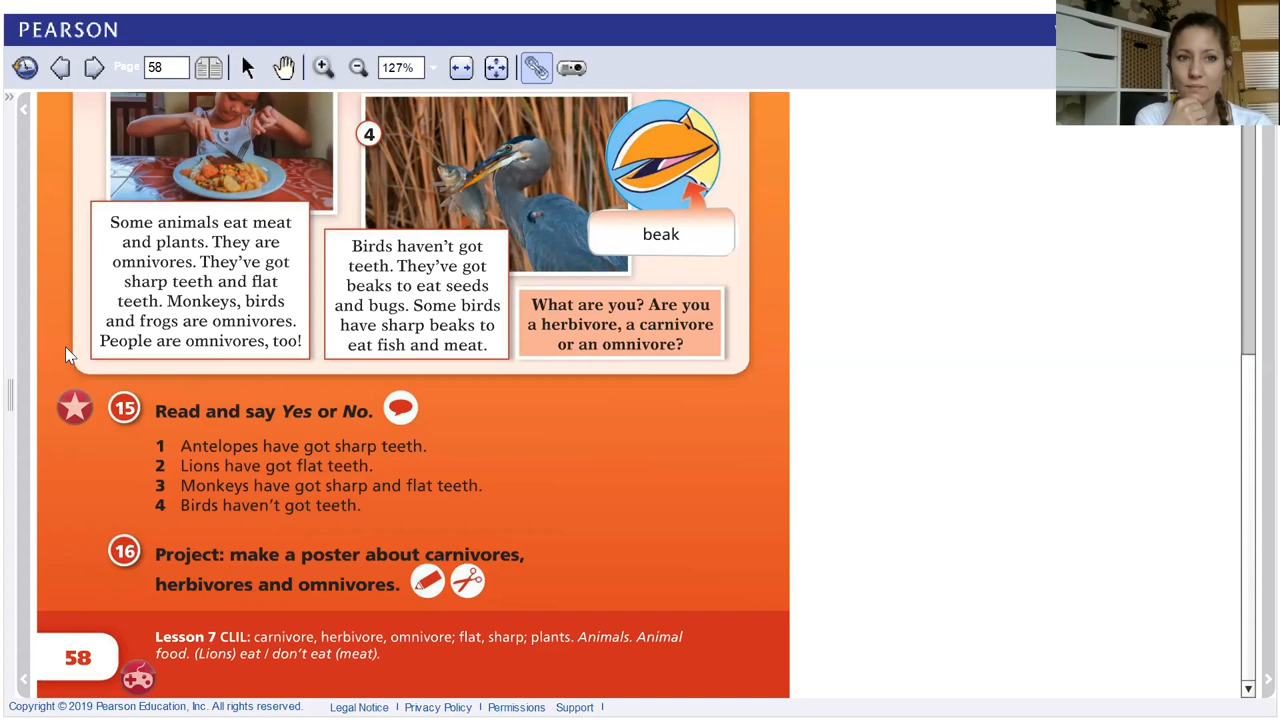 PEARSON
Page 58
127%
4
beak
Some animals eat meat
and plants. They are
omnivores. They've got
sharp teeth and flat
teeth. Monkeys, birds
and frogs are omnivores.
People are omnivores, too!
Birds haven't got
teeth. They've got
beaks to eat seeds
and bugs. Some birds
have sharp beaks to
eat fish and meat.
What are you? Are you
a herbivore, a carnivore
or an omnivore?
15 Read and say Yes or No.
1 Antelopes have got sharp teeth.
2 Lions have got flat teeth.
3 Monkeys have got sharp and flat teeth.
4 Birds haven't got teeth.
16 Project: make a poster about carnivores,
herbivores and omnivores.
Lesson 7 CLIL: carnivore, herbivore, omnivore; flat, sharp; plants. Animals. Animal
food. (Lions) eat / don't eat (meat).
58
Copyright © 2019 Pearson Education, Inc. All rights reserved. Legal Notice | Privacy Policy | Permissions Support |